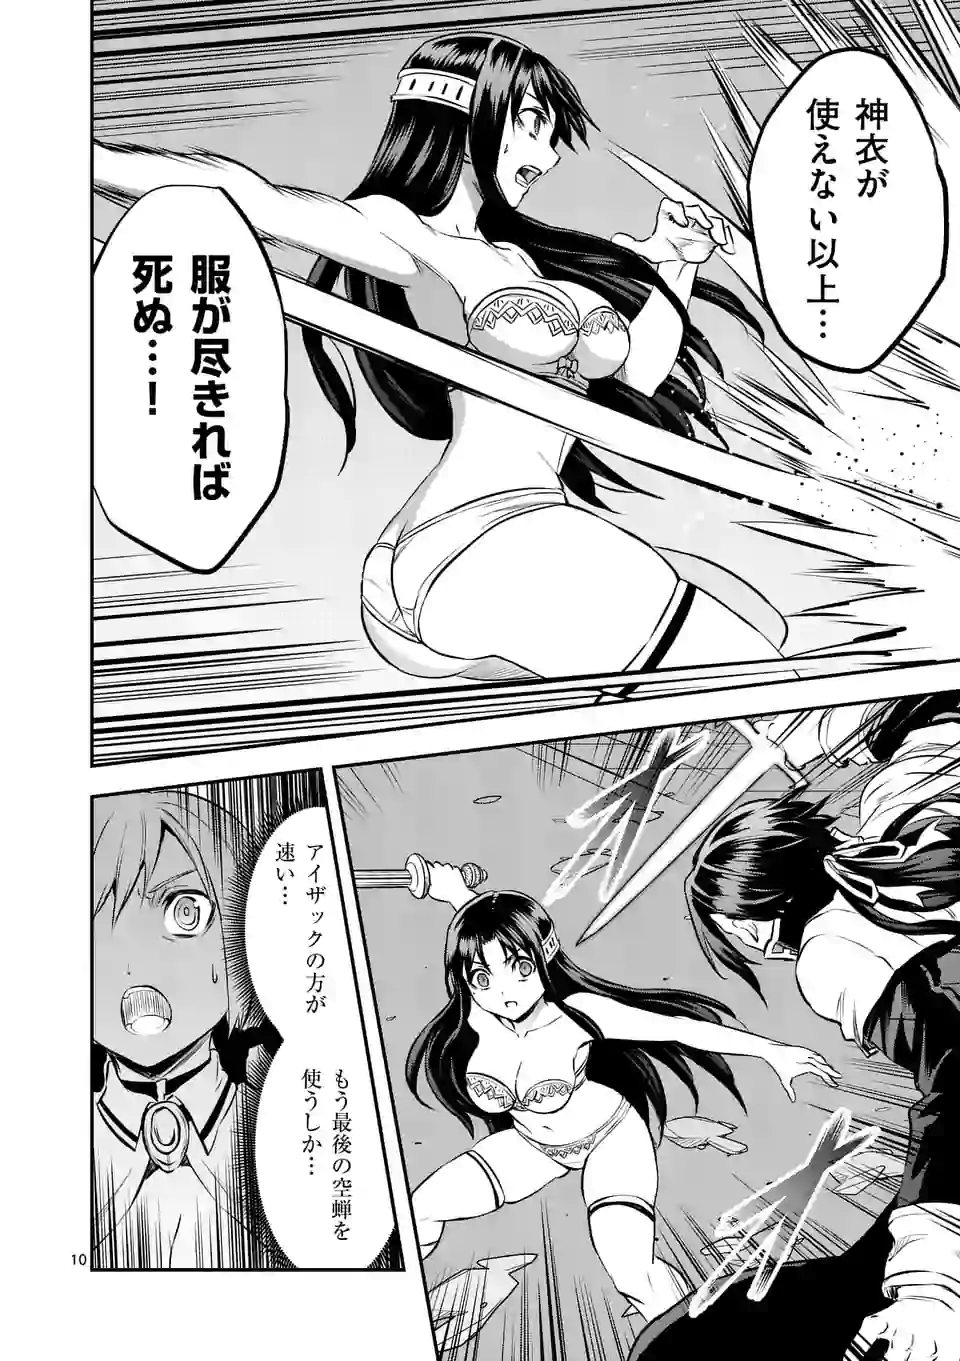 神衣が
使えない以上…
服が尽きれば
死ぬ……!
アイザックの方が
速い…
もう最後の空蝉を
使うしか…
10